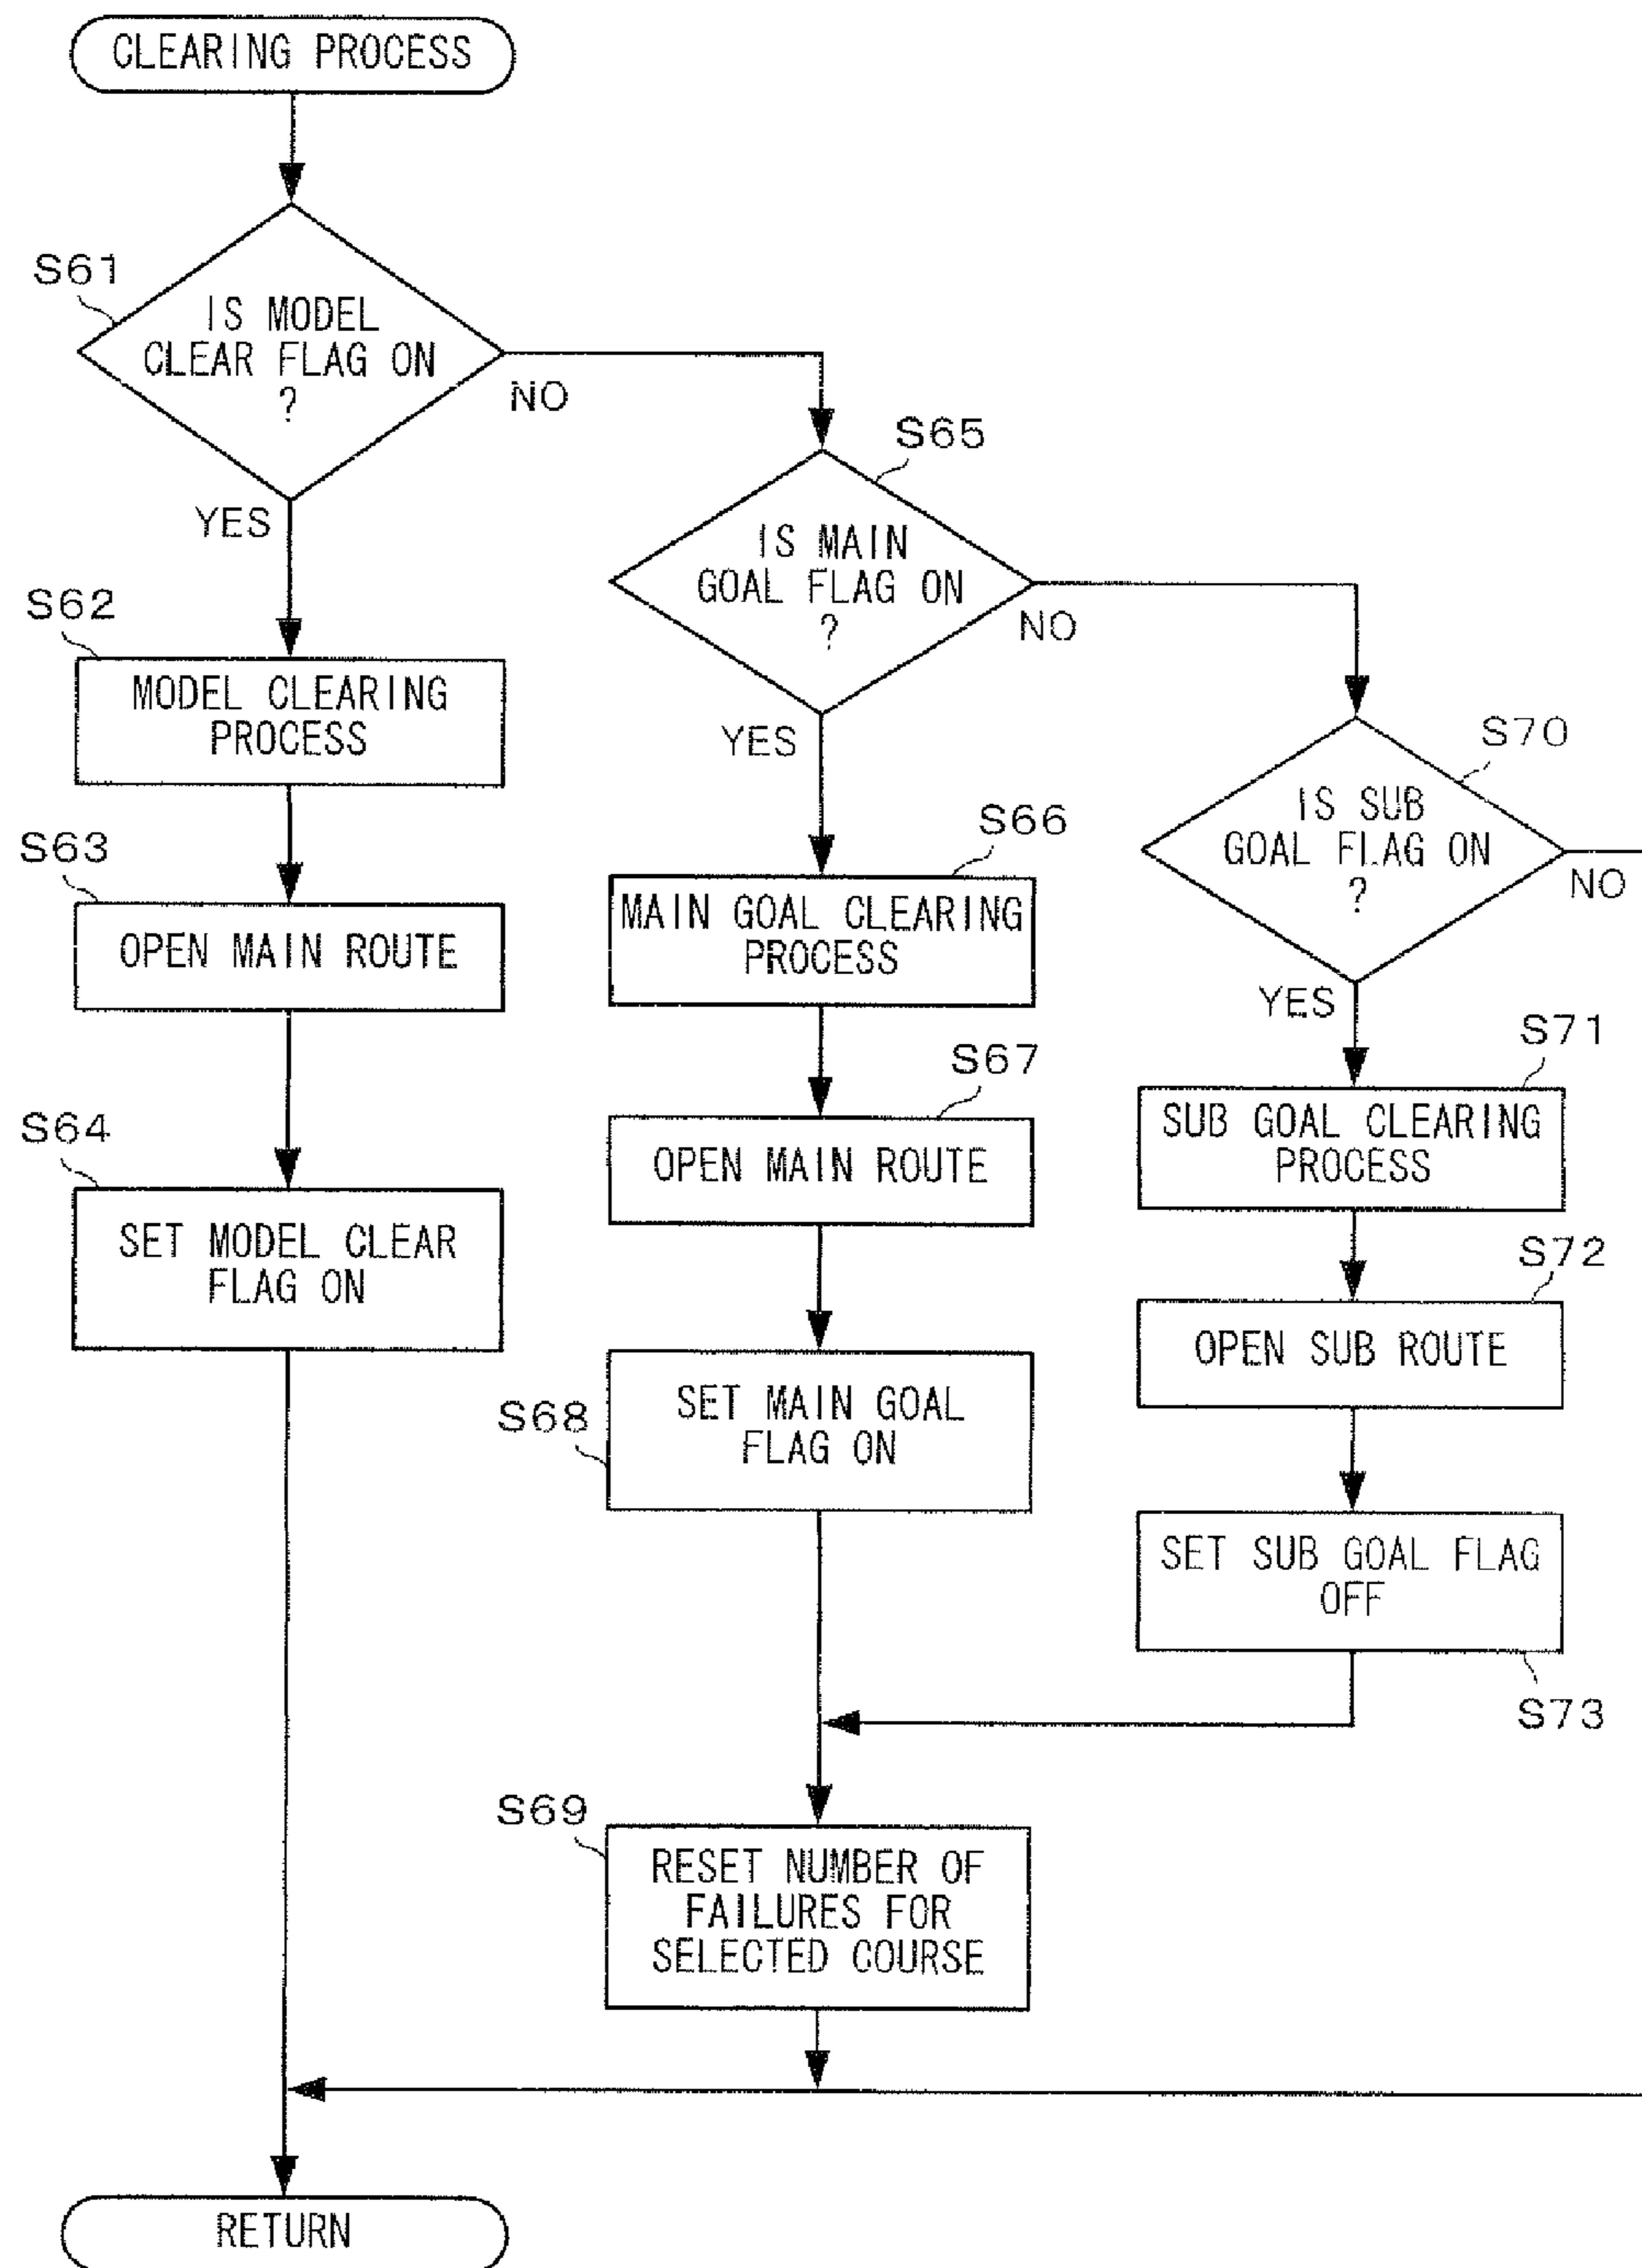 CLEARING PROCESS
S61
IS MODEL
CLEAR FLAG ON
?
NO
YES
S62
MODEL CLEARING
PROCESS
S63
OPEN MAIN ROUTE
S64
SET MODEL CLEAR
FLAG ON
S65
IS MAIN
GOAL FLAG ON
?
NO
YES
S66
MAIN GOAL CLEARING
PROCESS
S67
OPEN MAIN ROUTE
S68
SET MAIN GOAL
FLAG ON
S70
IS SUB
GOAL FLAG ON
?
NO
YES
S71
SUB GOAL CLEARING
PROCESS
S72
OPEN SUB ROUTE
SET SUB GOAL FLAG
OFF
S73
S69
RESET NUMBER OF
FAILURES FOR
SELECTED COURSE
RETURN